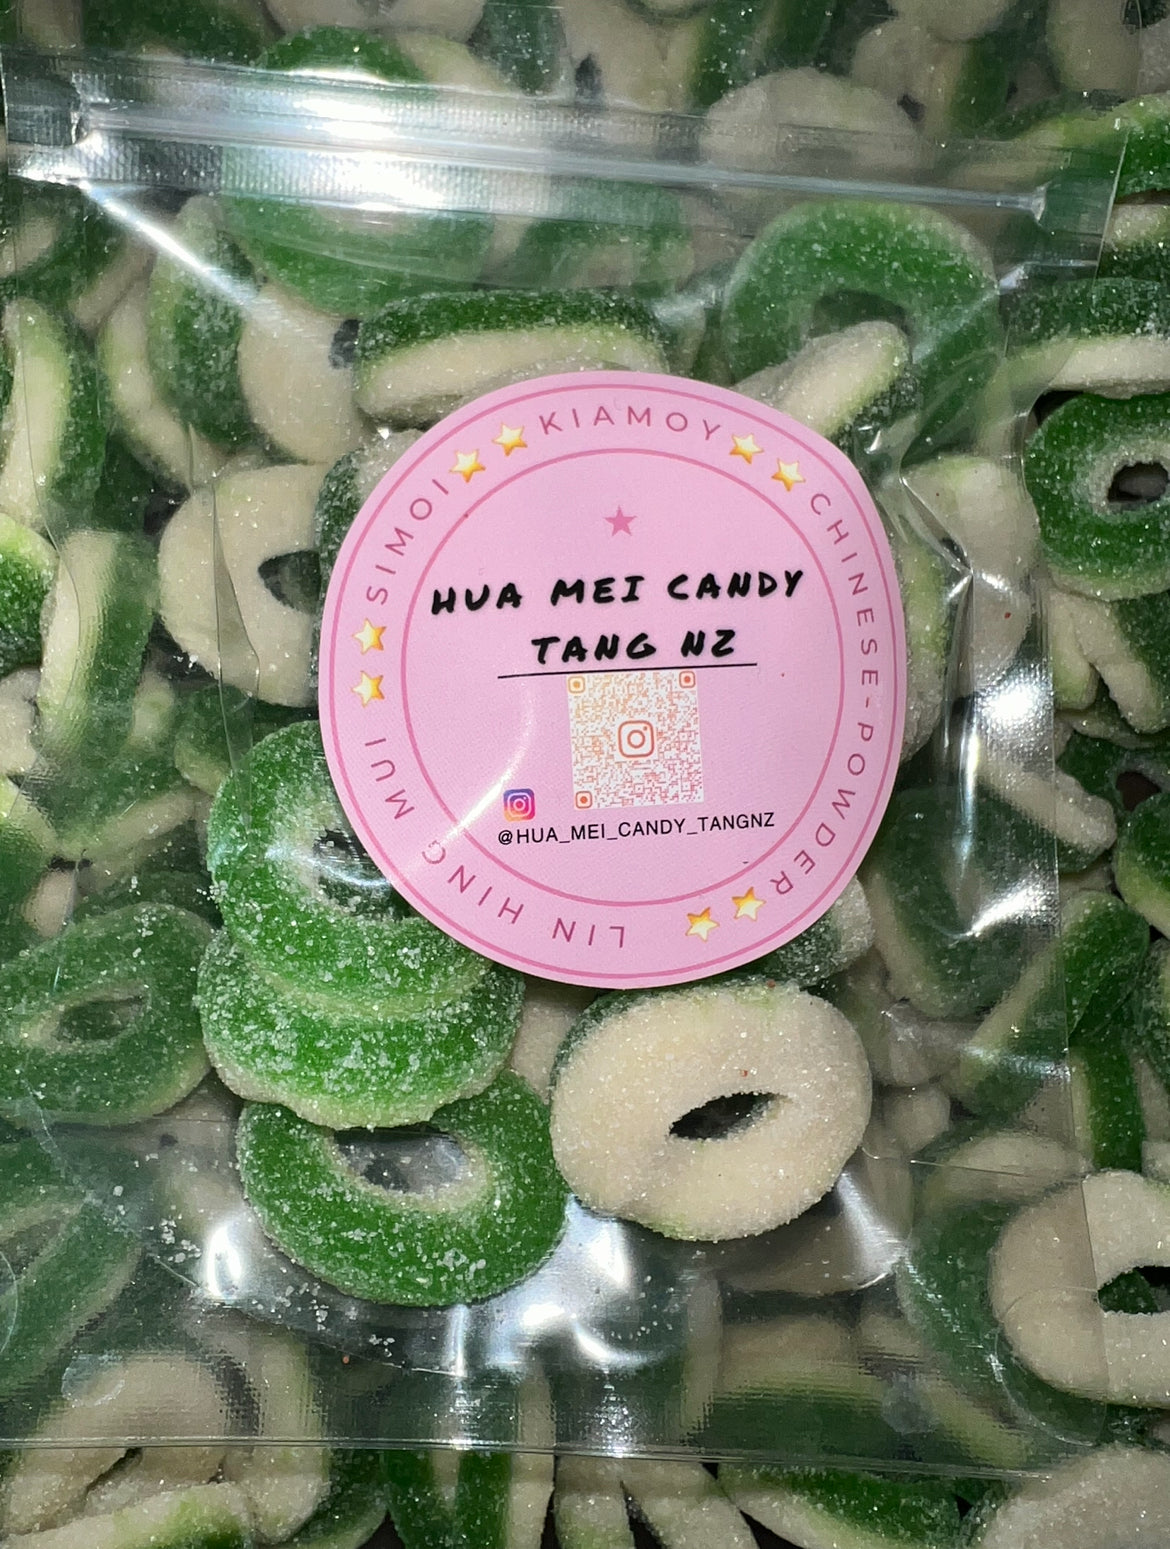 KIAMOY
CHINESE-POWDER
LIN HING MUI
SIMOI
HUA MEI CANDY
TANG NZ
@HUA_MEI_CANDY_TANGNZ